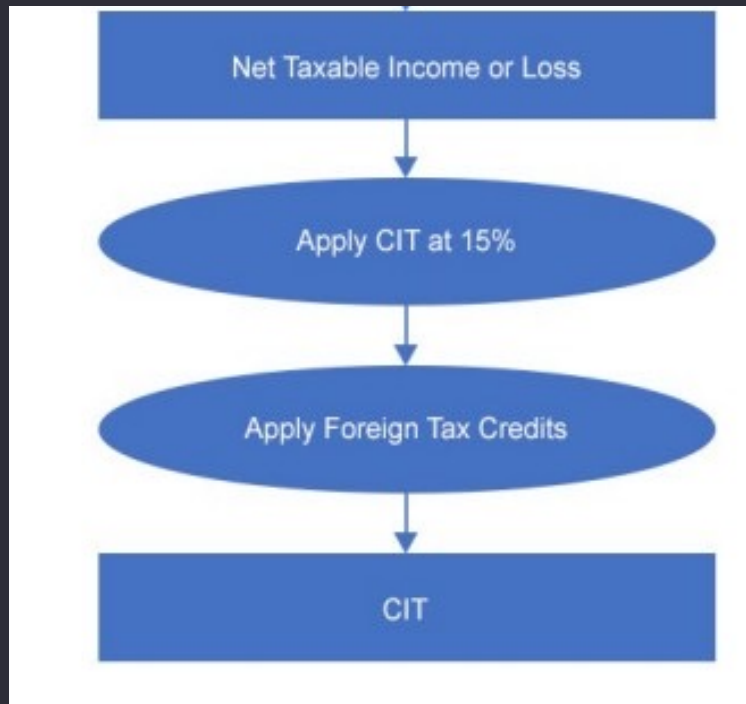 Net Taxable Income or Loss
Apply CIT at 15%
Apply Foreign Tax Credits
CIT